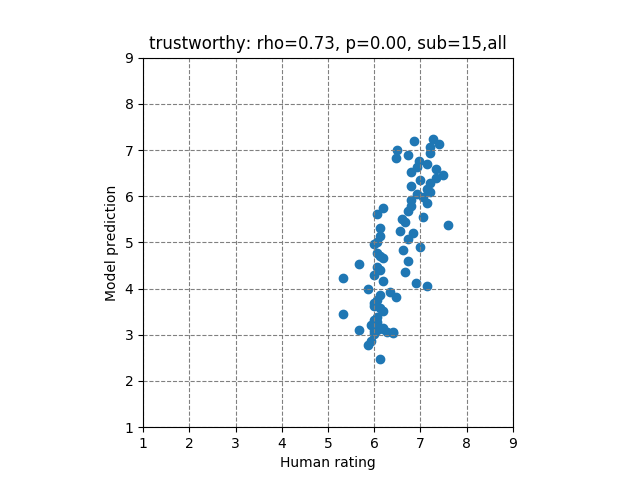 trustworthy: rho=0.73, p=0.00, sub=15,all
9
8
7
6
5
4
3
2
1
Model prediction
1 2 3 4 5 6 7 8 9
Human rating